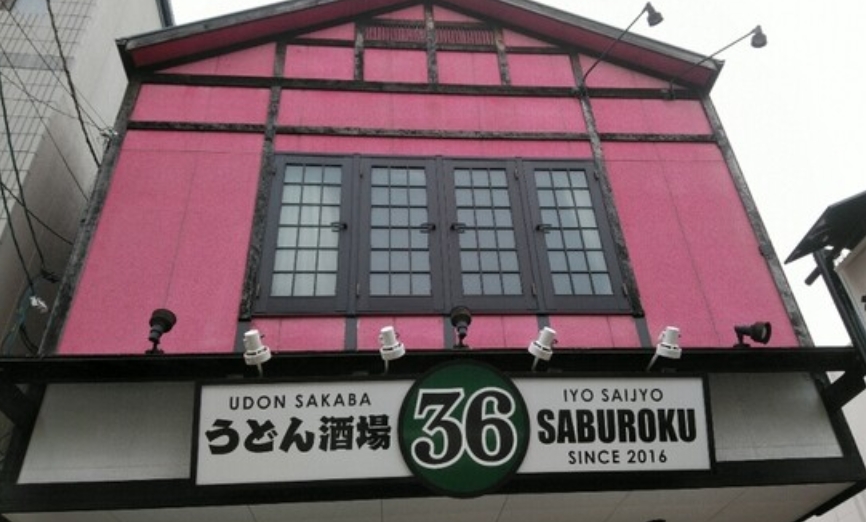 UDON SAKABA
うどん酒場
36
IYO SAIJYO
SABUROKU
SINCE 2016